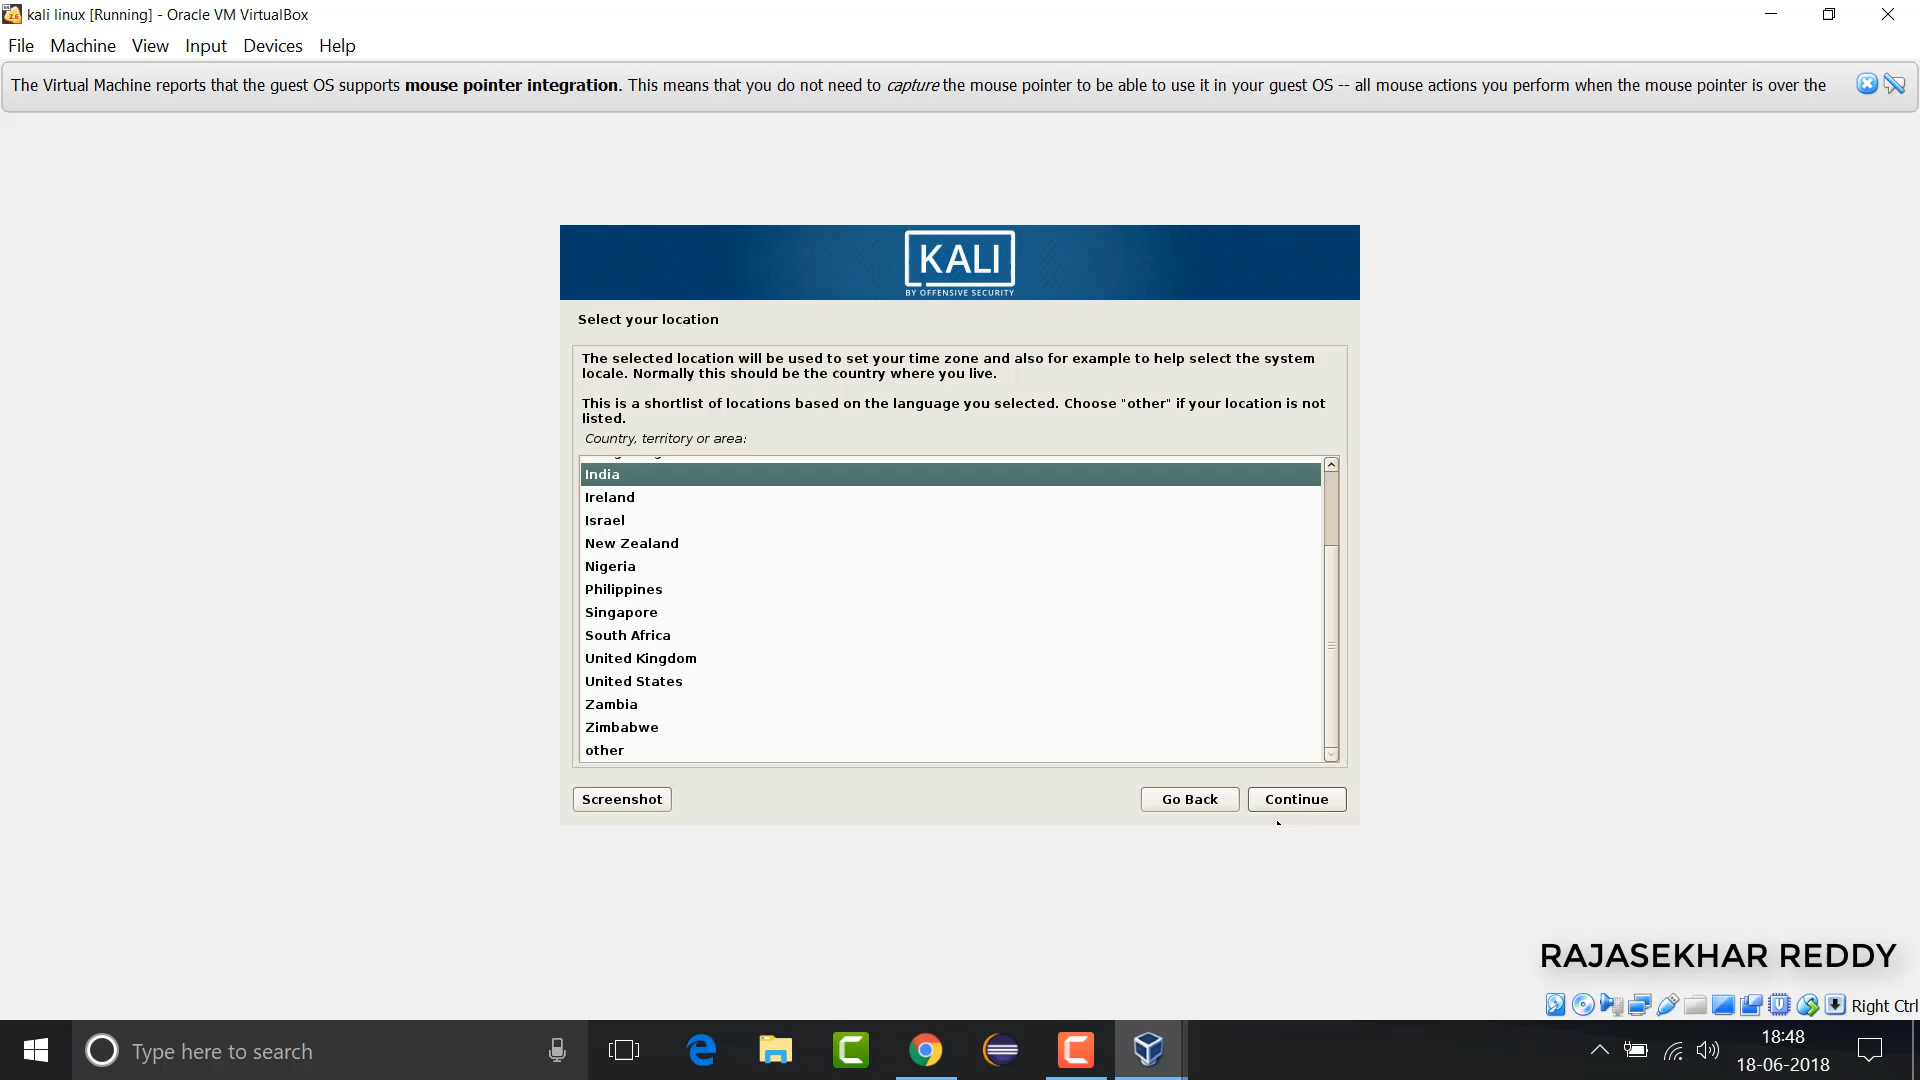 kali linux [Running] - Oracle VM VirtualBox
File Machine View Input Devices Help
The Virtual Machine reports that the guest OS supports mouse pointer integration. This means that you do not need to capture the mouse pointer to be able to use it in your guest OS -- all mouse actions you perform when the mouse pointer is over the
KALI
BY OFFENSIVE SECURITY
Select your location
The selected location will be used to set your time zone and also for example to help select the system
locale. Normally this should be the country where you live.
This is a shortlist of locations based on the language you selected. Choose "other" if your location is not
listed.
Country, territory or area:
India
Ireland
Israel
New Zealand
Nigeria
Philippines
Singapore
South Africa
United Kingdom
United States
Zambia
Zimbabwe
other
Screenshot
Go Back
Continue
RAJASEKHAR REDDY
Right Ctrl
Type here to search
18:48
18-06-2018